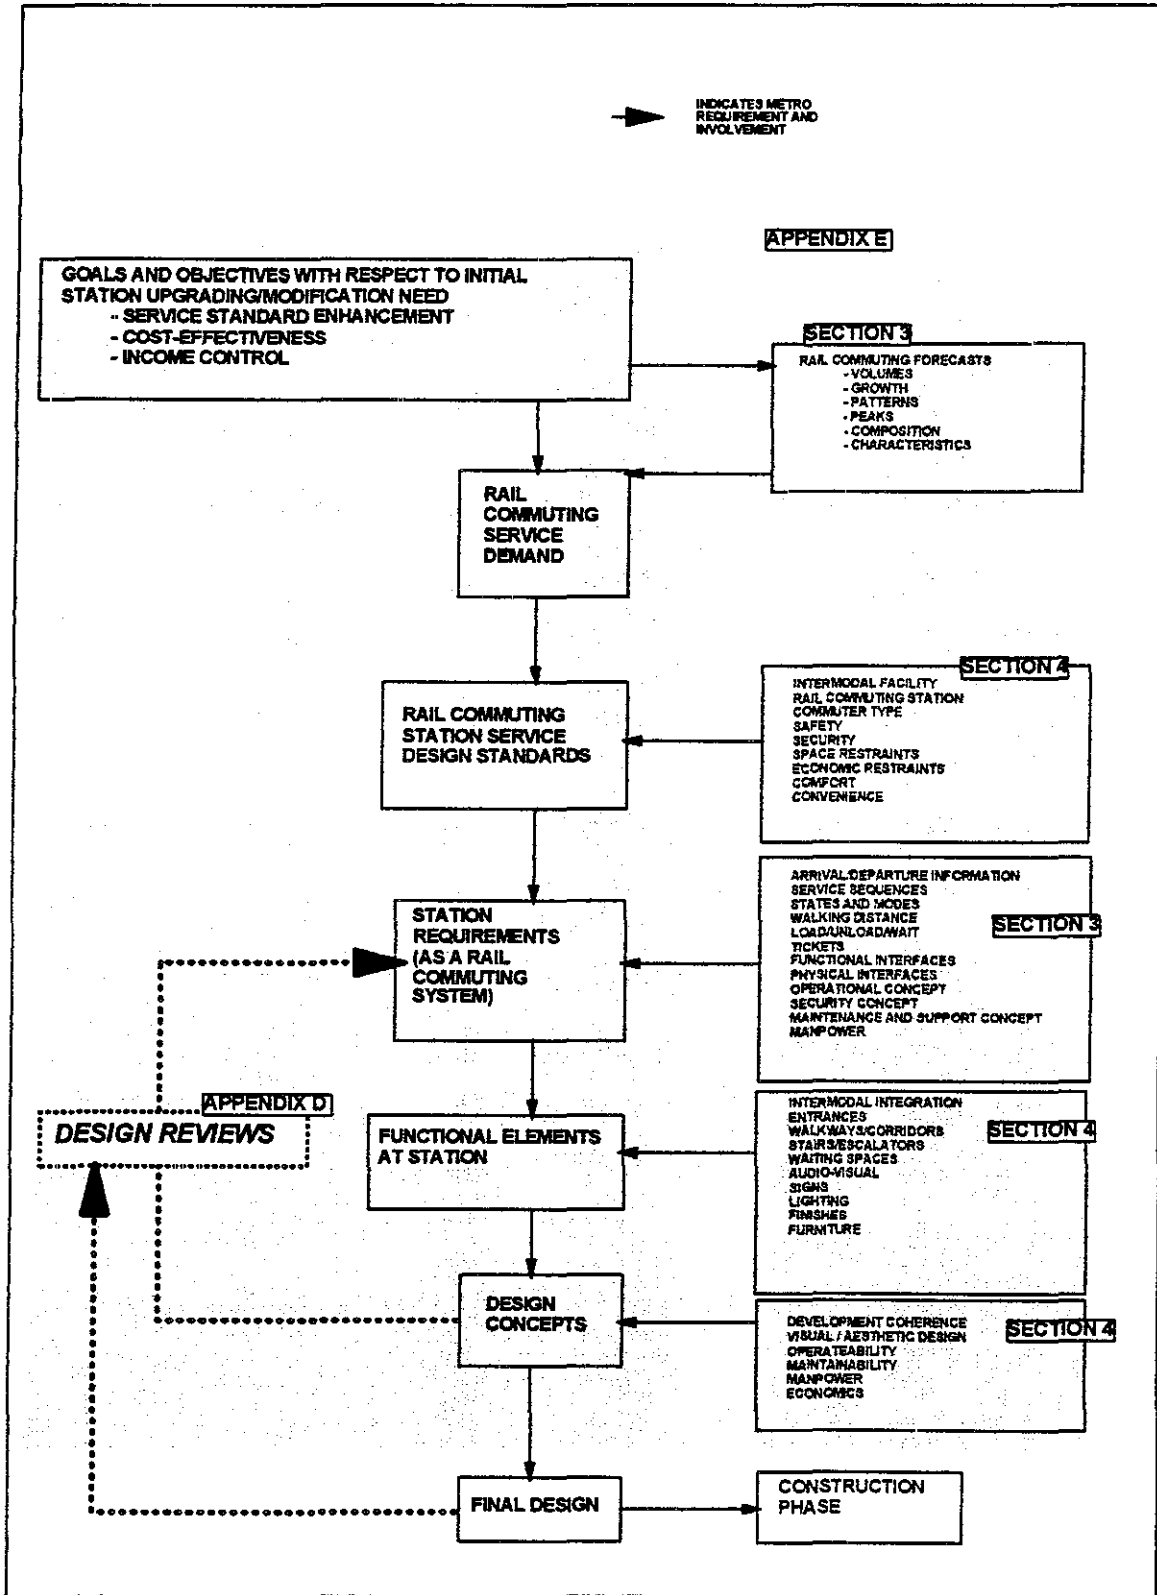 INDICATES METRO
REQUIREMENT AND
INVOLVEMENT
APPENDIX E
GOALS AND OBJECTIVES WITH RESPECT TO INITIAL
STATION UPGRADING/MODIFICATION NEED
- SERVICE STANDARD ENHANCEMENT
- COST-EFFECTIVENESS
- INCOME CONTROL
SECTION 3
RAIL COMMUTING FORECASTS
- VOLUMES
- GROWTH
- PATTERNS
- PEAKS
- COMPOSITION
- CHARACTERISTICS
RAIL
COMMUTING
SERVICE
DEMAND
SECTION 4
INTERMODAL FACILITY
RAIL COMMUTING STATION
COMMUTER TYPE
SAFETY
SECURITY
SPACE RESTRAINTS
ECONOMIC RESTRAINTS
COMFORT
CONVENIENCE
RAIL COMMUTING
STATION SERVICE
DESIGN STANDARDS
ARRIVAL/DEPARTURE INFORMATION
SERVICE SEQUENCES
STATES AND MODES
WALKING DISTANCE
LOAD/UNLOAD/WAIT
TICKETS
FUNCTIONAL INTERFACES
PHYSICAL INTERFACES
OPERATIONAL CONCEPT
SECURITY CONCEPT
MAINTENANCE AND SUPPORT CONCEPT
MANPOWER
SECTION 3
STATION
REQUIREMENTS
(AS A RAIL
COMMUTING
SYSTEM)
APPENDIX D
DESIGN REVIEWS
FUNCTIONAL ELEMENTS
AT STATION
INTERMODAL INTEGRATION
ENTRANCES
WALKWAYS/CORRIDORS
STAIRS/ESCALATORS
WAITING SPACES
AUDIO-VISUAL
SIGNS
LIGHTING
FINISHES
FURNITURE
SECTION 4
DESIGN
CONCEPTS
DEVELOPMENT COHERENCE
VISUAL / AESTHETIC DESIGN
OPERATEABILITY
MAINTAINABILITY
MANPOWER
ECONOMICS
SECTION 4
FINAL DESIGN
CONSTRUCTION
PHASE